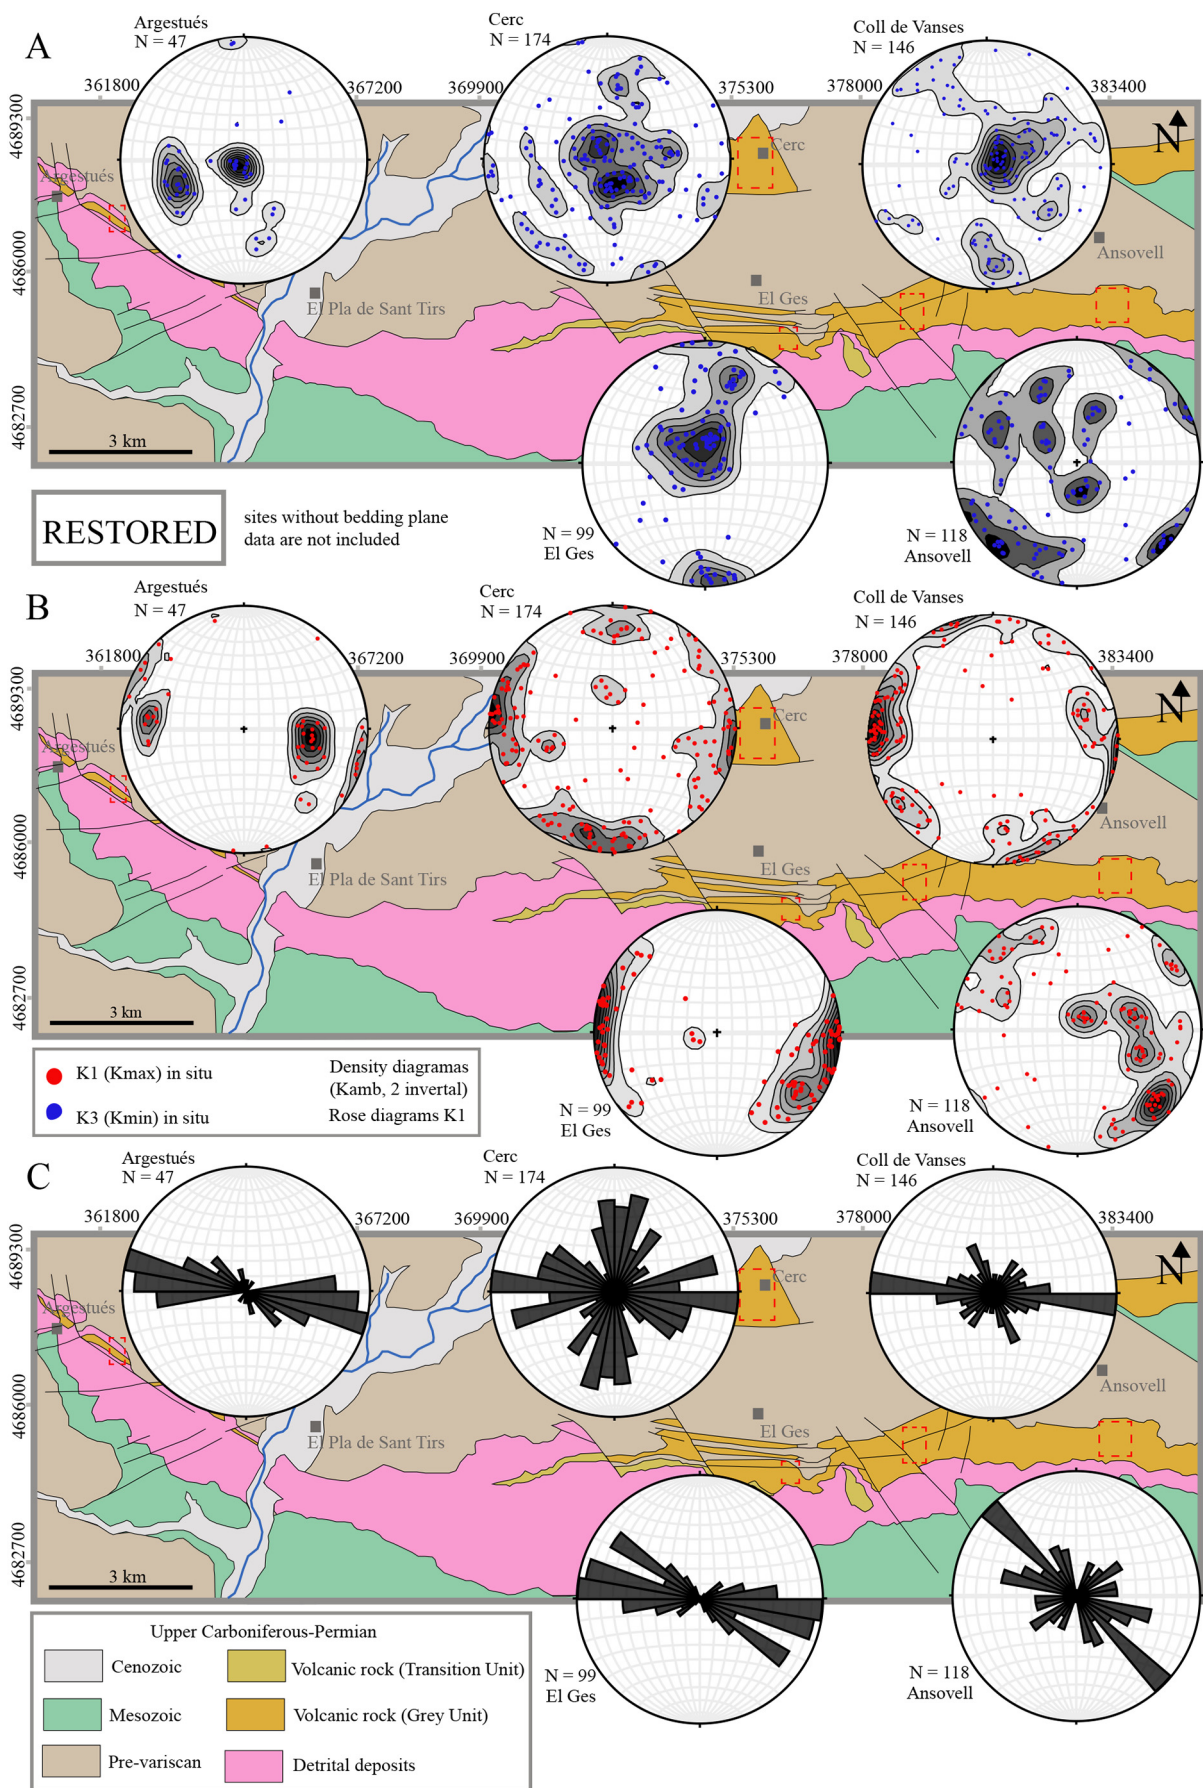 A
Argestués
N = 47
Cerc
N = 174
Coll de Vanses
N = 146
361800
367200
369900
375300
378000
383400
4689300
4686000
4682700
N
Argestués
Cerc
Ansovell
El Pla de Sant Tirs
El Ges
3 km
N = 99
El Ges
N = 118
Ansovell
RESTORED
sites without bedding plane
data are not included
B
Argestués
N = 47
Cerc
N = 174
Coll de Vanses
N = 146
361800
367200
369900
375300
378000
383400
4689300
4686000
4682700
N
Argestués
Cerc
Ansovell
El Pla de Sant Tirs
El Ges
3 km
N = 99
El Ges
N = 118
Ansovell
K1 (Kmax) in situ
K3 (Kmin) in situ
Density diagramas
(Kamb, 2 invertal)
Rose diagrams K1
C
Argestués
N = 47
Cerc
N = 174
Coll de Vanses
N = 146
361800
367200
369900
375300
378000
383400
4689300
4686000
4682700
N
Argestués
Cerc
Ansovell
El Pla de Sant Tirs
El Ges
3 km
N = 99
El Ges
N = 118
Ansovell
Upper Carboniferous-Permian
Cenozoic
Volcanic rock (Transition Unit)
Mesozoic
Volcanic rock (Grey Unit)
Pre-variscan
Detrital deposits